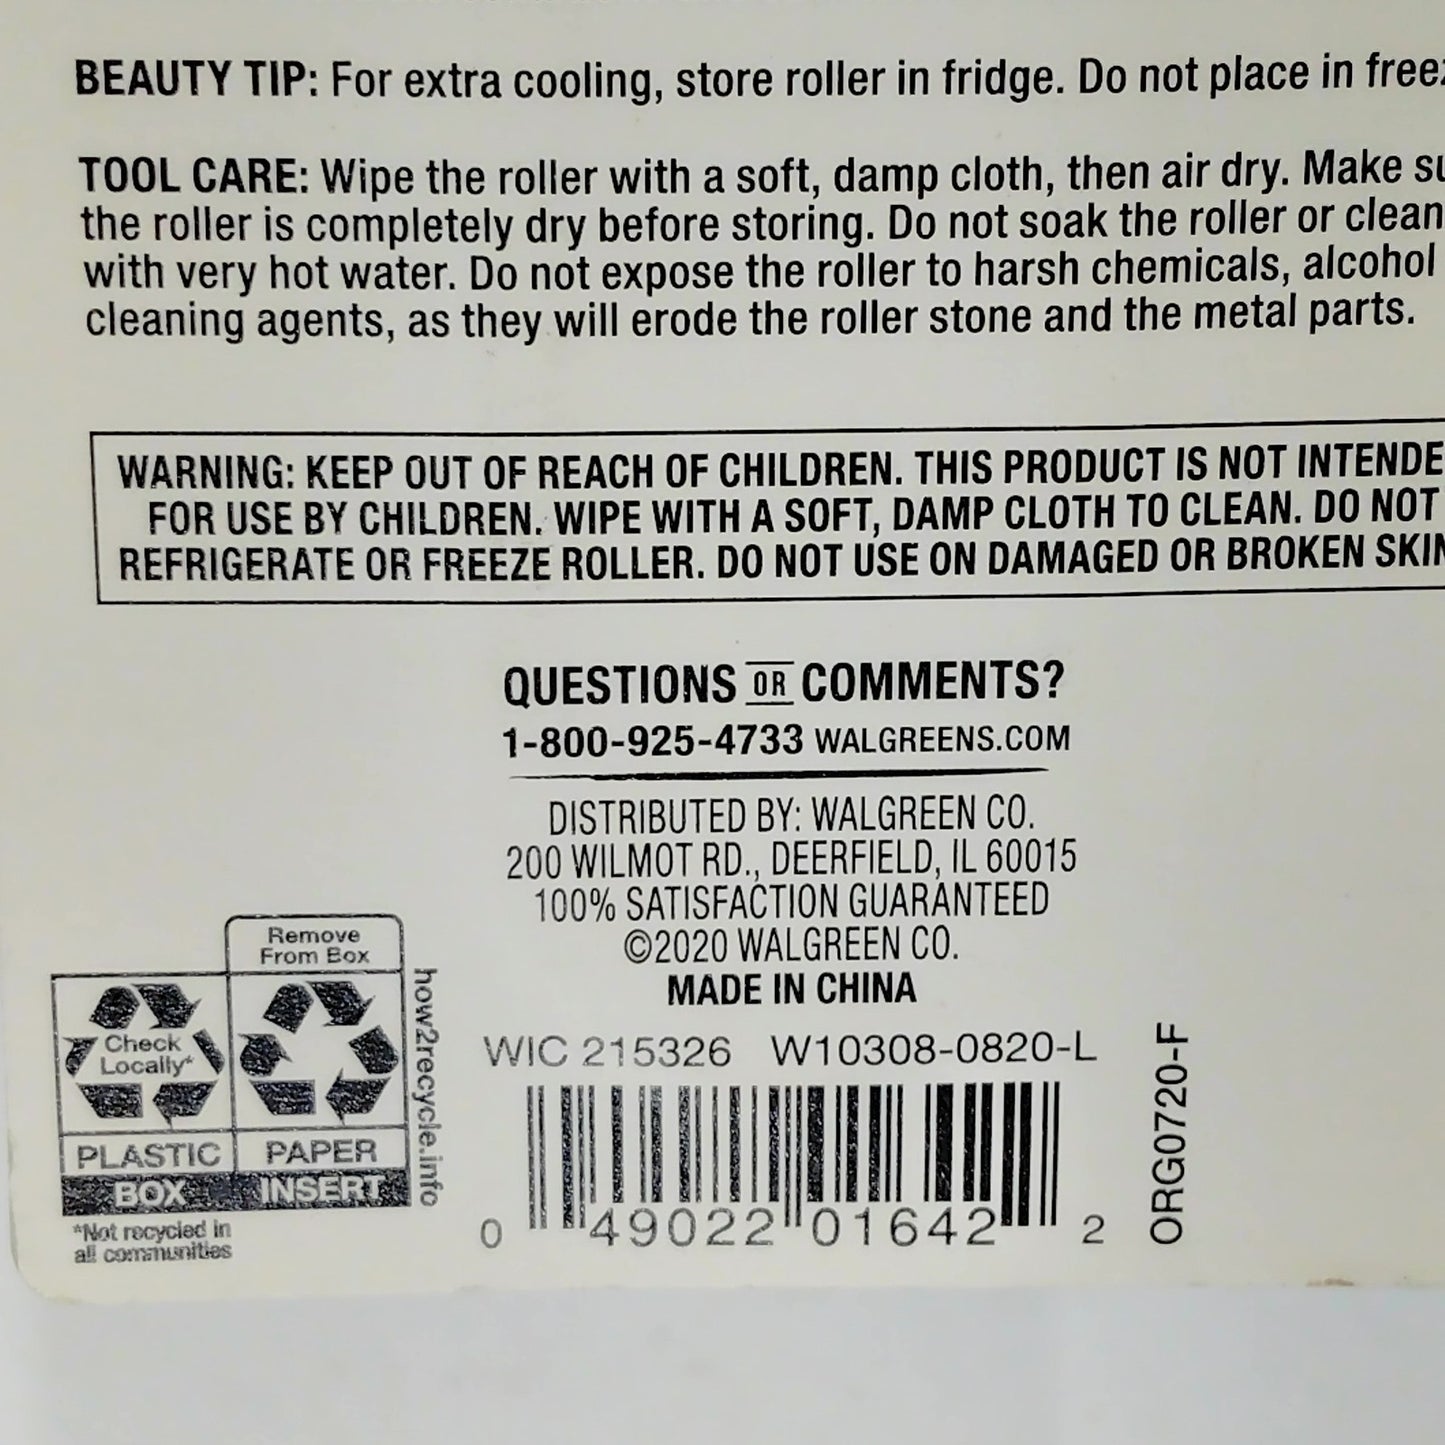 BEAUTY TIP: For extra cooling, store roller in fridge. Do not place in
TOOL CARE: Wipe the roller with a soft, damp cloth, then air dry. Make
the roller is completely dry before storing. Do not soak the roller or clean
with very hot water. Do not expose the roller to harsh chemicals, alcohol
cleaning agents, as they will erode the roller stone and the metal parts.
WARNING: KEEP OUT OF REACH OF CHILDREN. THIS PRODUCT IS NOT
FOR USE BY CHILDREN. WIPE WITH A SOFT, DAMP CLOTH TO CLEAN. DO NOT
REFRIGERATE OR FREEZE ROLLER. DO NOT USE ON DAMAGED OR BROKEN
QUESTIONS OR COMMENTS?
1-800-925-4733 WALGREENS.COM
DISTRIBUTED BY: WALGREEN CO.
200 WILMOT RD., DEERFIELD, IL 60015
100% SATISFACTION GUARANTEED
©2020 WALGREEN CO.
MADE IN CHINA
WIC 215326 W10308-0820-L
0 49022 01642 2
ORG0720-F
Remove
From Box
Check
Locally*
PLASTIC
BOX
PAPER
INSERT
how2recycle.info
*Not recycled in
all communities